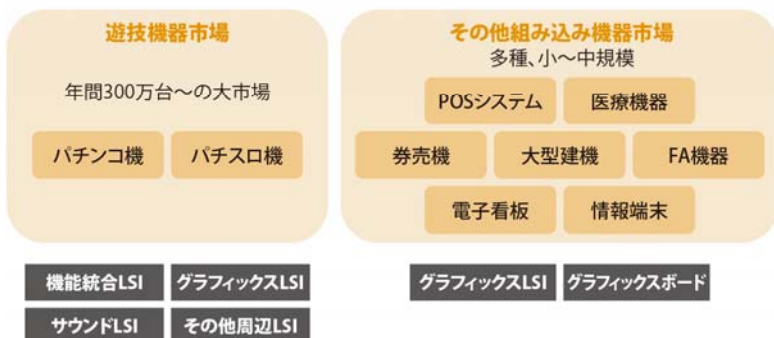 遊技機器市場
年間300万台～の大市場
パチンコ機
パチスロ機
機能統合LSI
グラフィックスLSI
サウンドLSI
その他周辺LSI
その他組み込み機器市場
多種、小～中規模
POSシステム
医療機器
券売機
大型建機
FA機器
電子看板
情報端末
グラフィックスLSI
グラフィックスボード